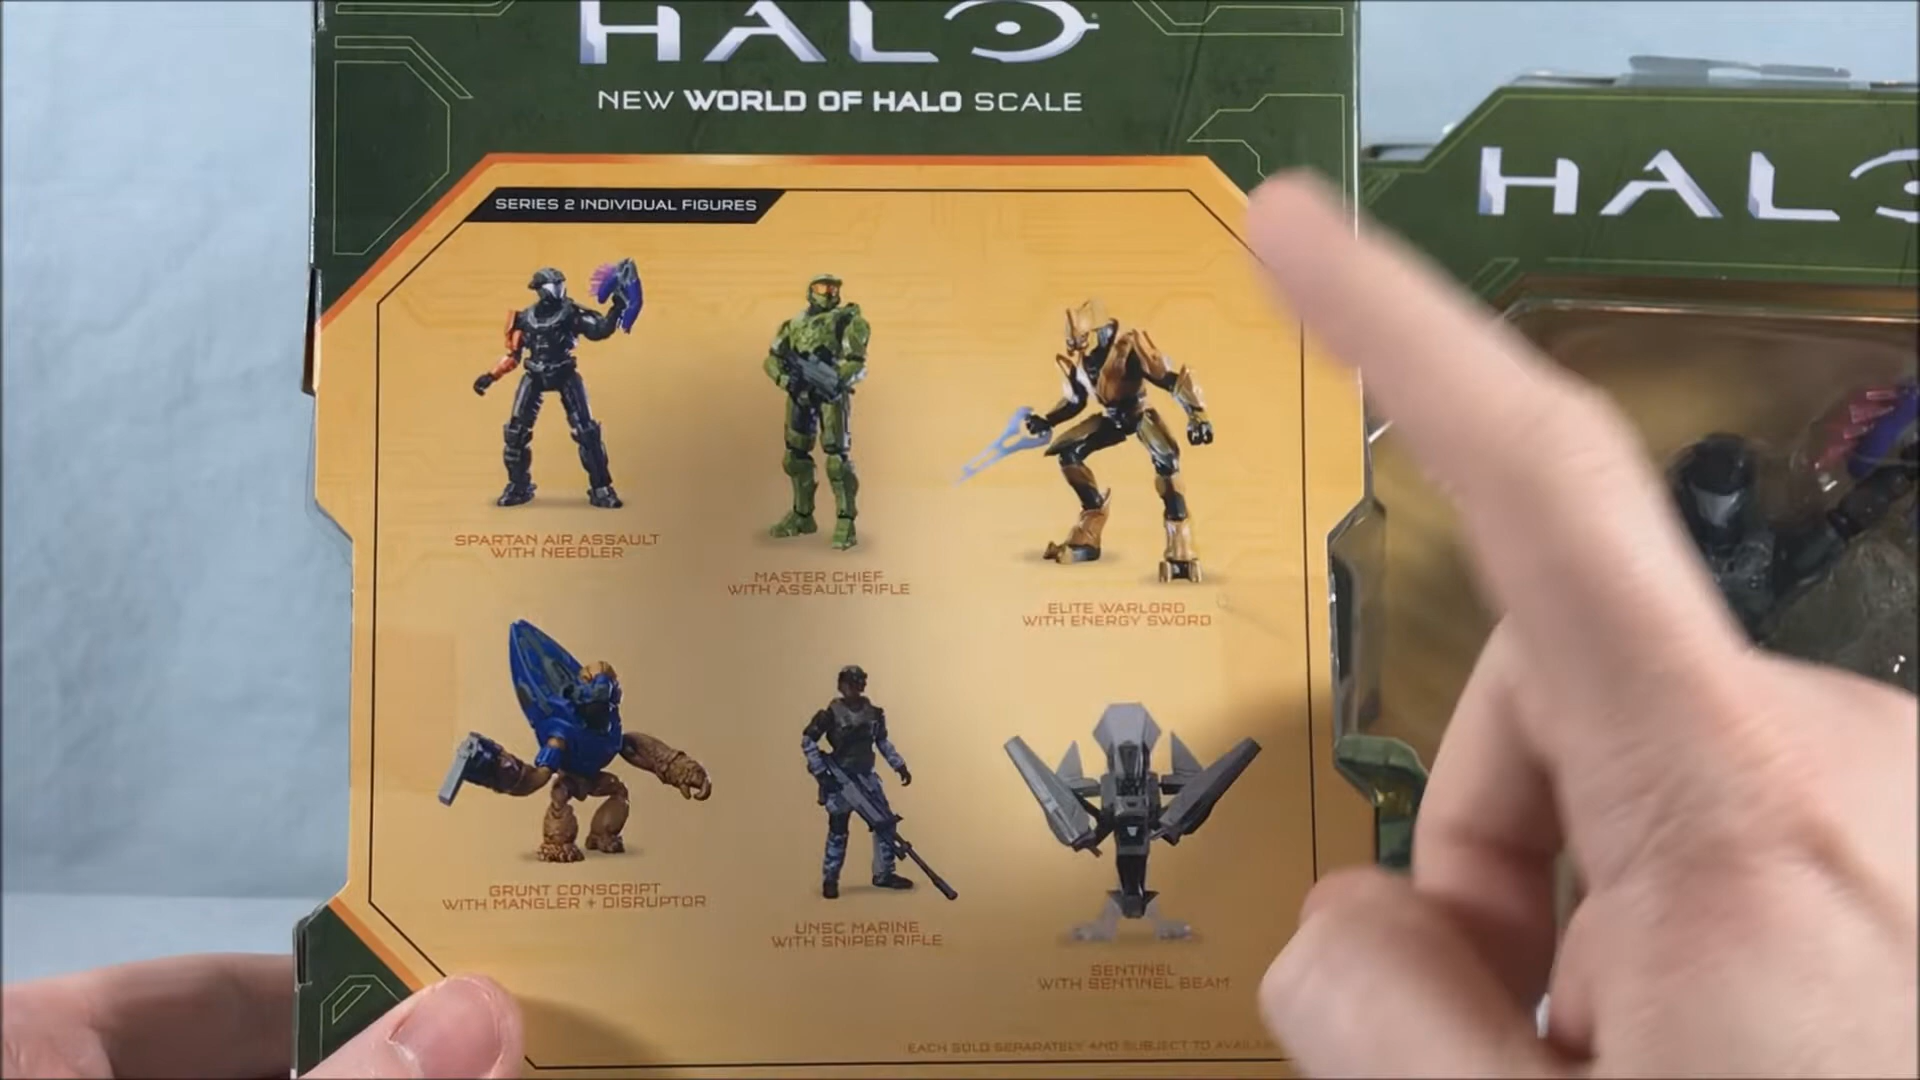 HALO
NEW WORLD OF HALO SCALE
HALO
SERIES 2 INDIVIDUAL FIGURES
SPARTAN AIR ASSAULT
WITH NEEDLER
MASTER CHIEF
WITH ASSAULT RIFLE
ELITE WARLORD
WITH ENERGY SWORD
GRUNT CONSCRIPT
WITH MANGLER + DISRUPTOR
UNSC MARINE
WITH SNIPER RIFLE
SENTINEL
WITH SENTINEL BEAM
EACH SOLD SEPARATELY AND SUBJECT TO